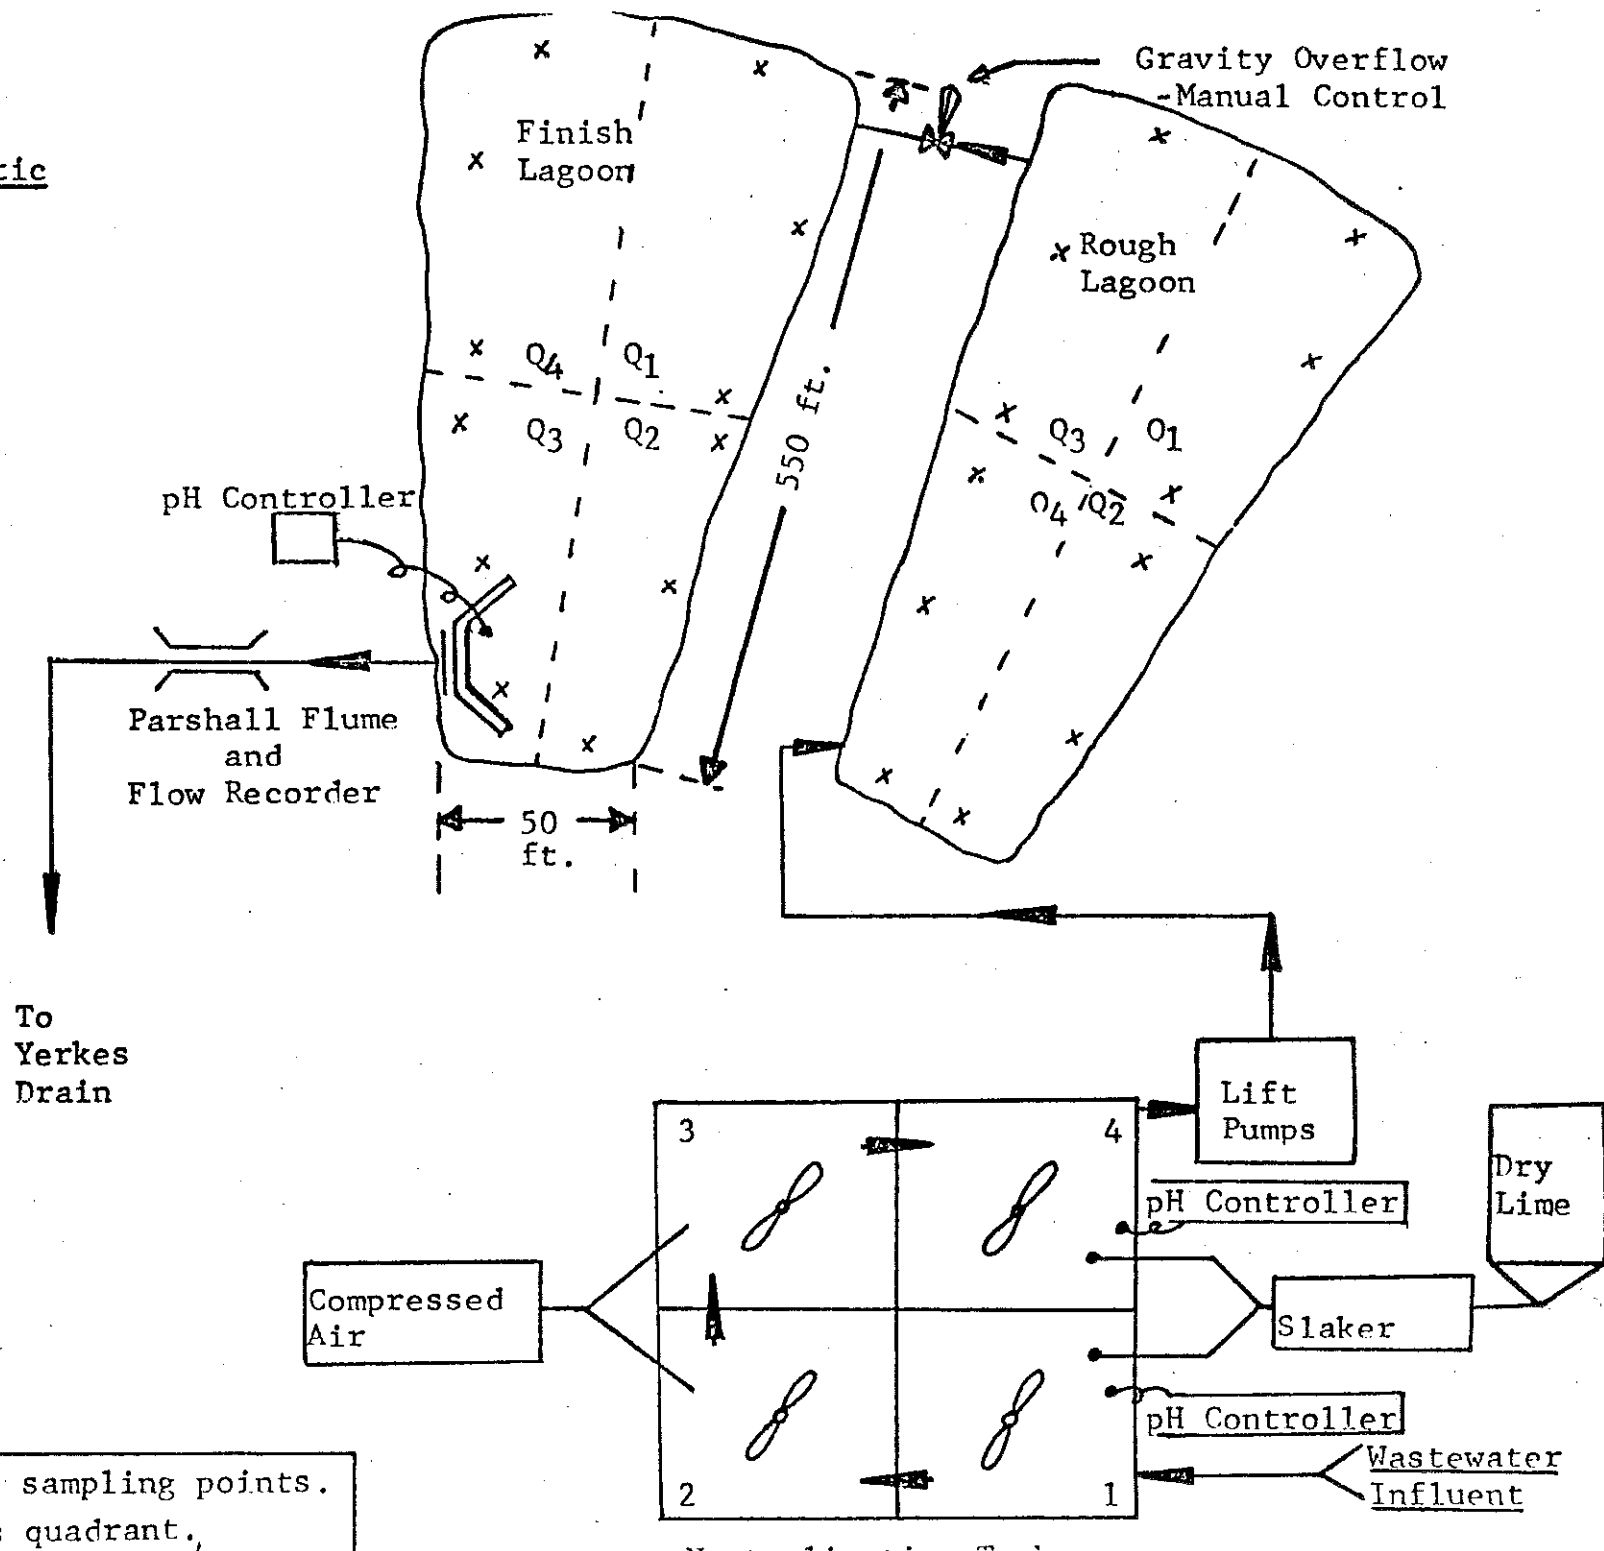 Gravity Overflow
-Manual Control
Finish
Lagoon
Rough
Lagoon
Q4 Q1
Q3 Q2
550 ft.
Q3 Q1
Q4 Q2
pH Controller
Parshall Flume
and
Flow Recorder
50
ft.
To
Yerkes
Drain
Lift
Pumps
3
4
pH Controller
Dry
Lime
Compressed
Air
Slaker
pH Controller
Wastewater
Influent
2
1
sampling points.
quadrant.